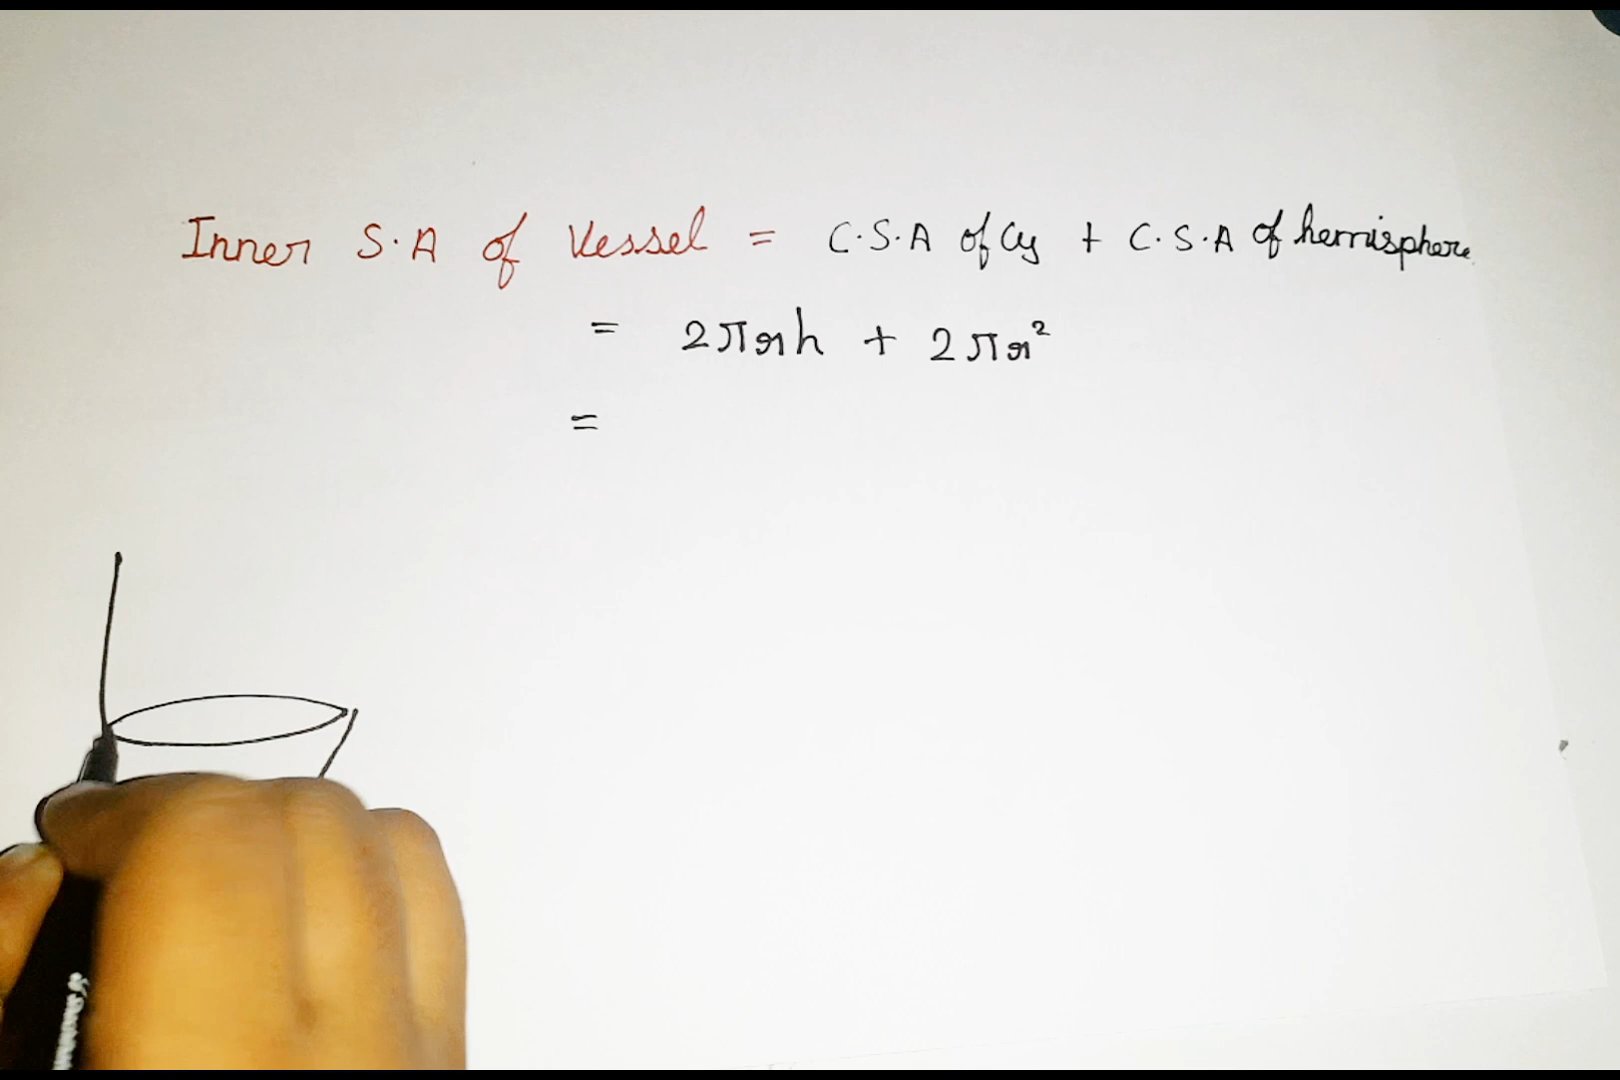 Inner S.A of Vessel = C.S.A of Cy + C.S.A of hemisphere
= 2πrh + 2πr²
=